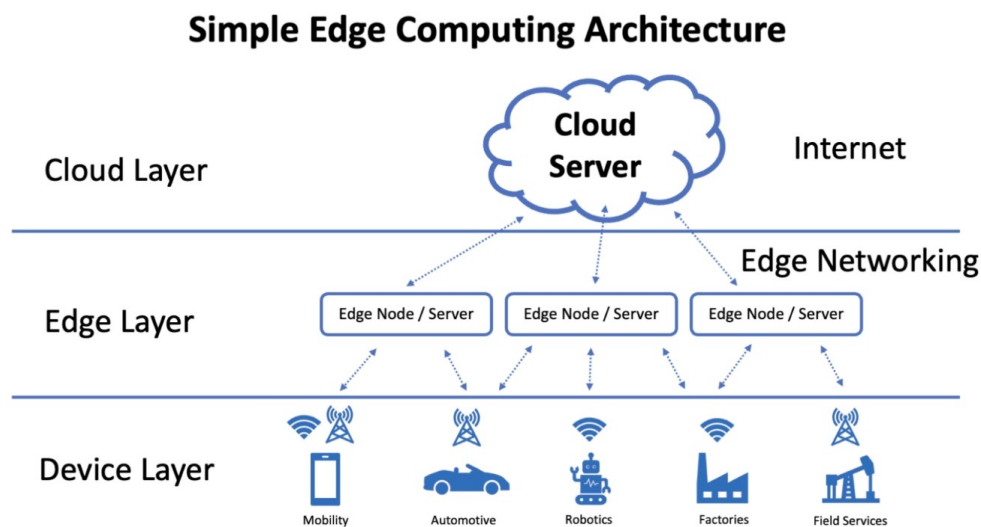 Simple Edge Computing Architecture
Cloud
Server
Internet
Cloud Layer
Edge Networking
Edge Layer
Edge Node / Server
Edge Node / Server
Edge Node / Server
Device Layer
Mobility
Automotive
Robotics
Factories
Field Services